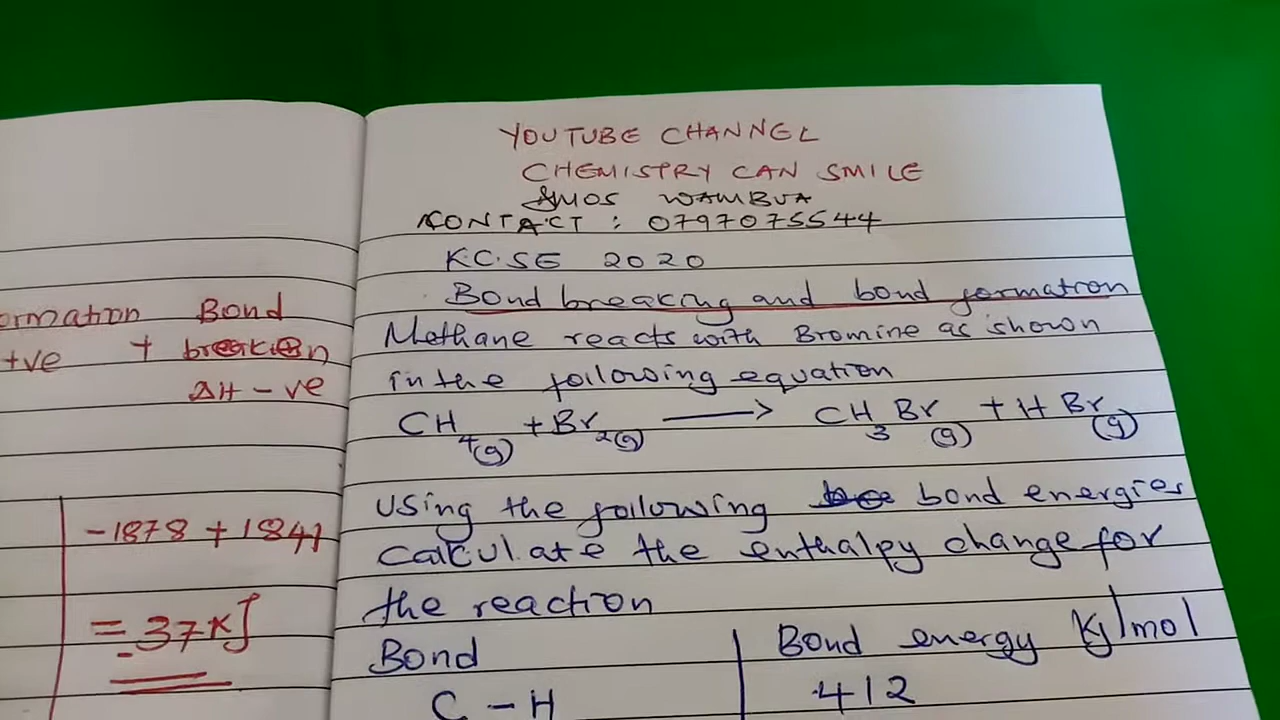 ormation Bond
+ve + breaking
ΔH - ve
-1878 + 1841
= -37KJ
YOUTUBE CHANNEL
CHEMISTRY CAN SMILE
AMOS WAMBUA
CONTACT : 0797075544
K.C.S.E 2020
Bond breaking and bond formation
Methane reacts with Bromine as shown
in the following equation
CH4(g) + Br2(g) → CH3Br(g) + HBr(g)
Using the following bond energies
calculate the enthalpy change for
the reaction
Bond | Bond energy KJ/mol
C - H | 412